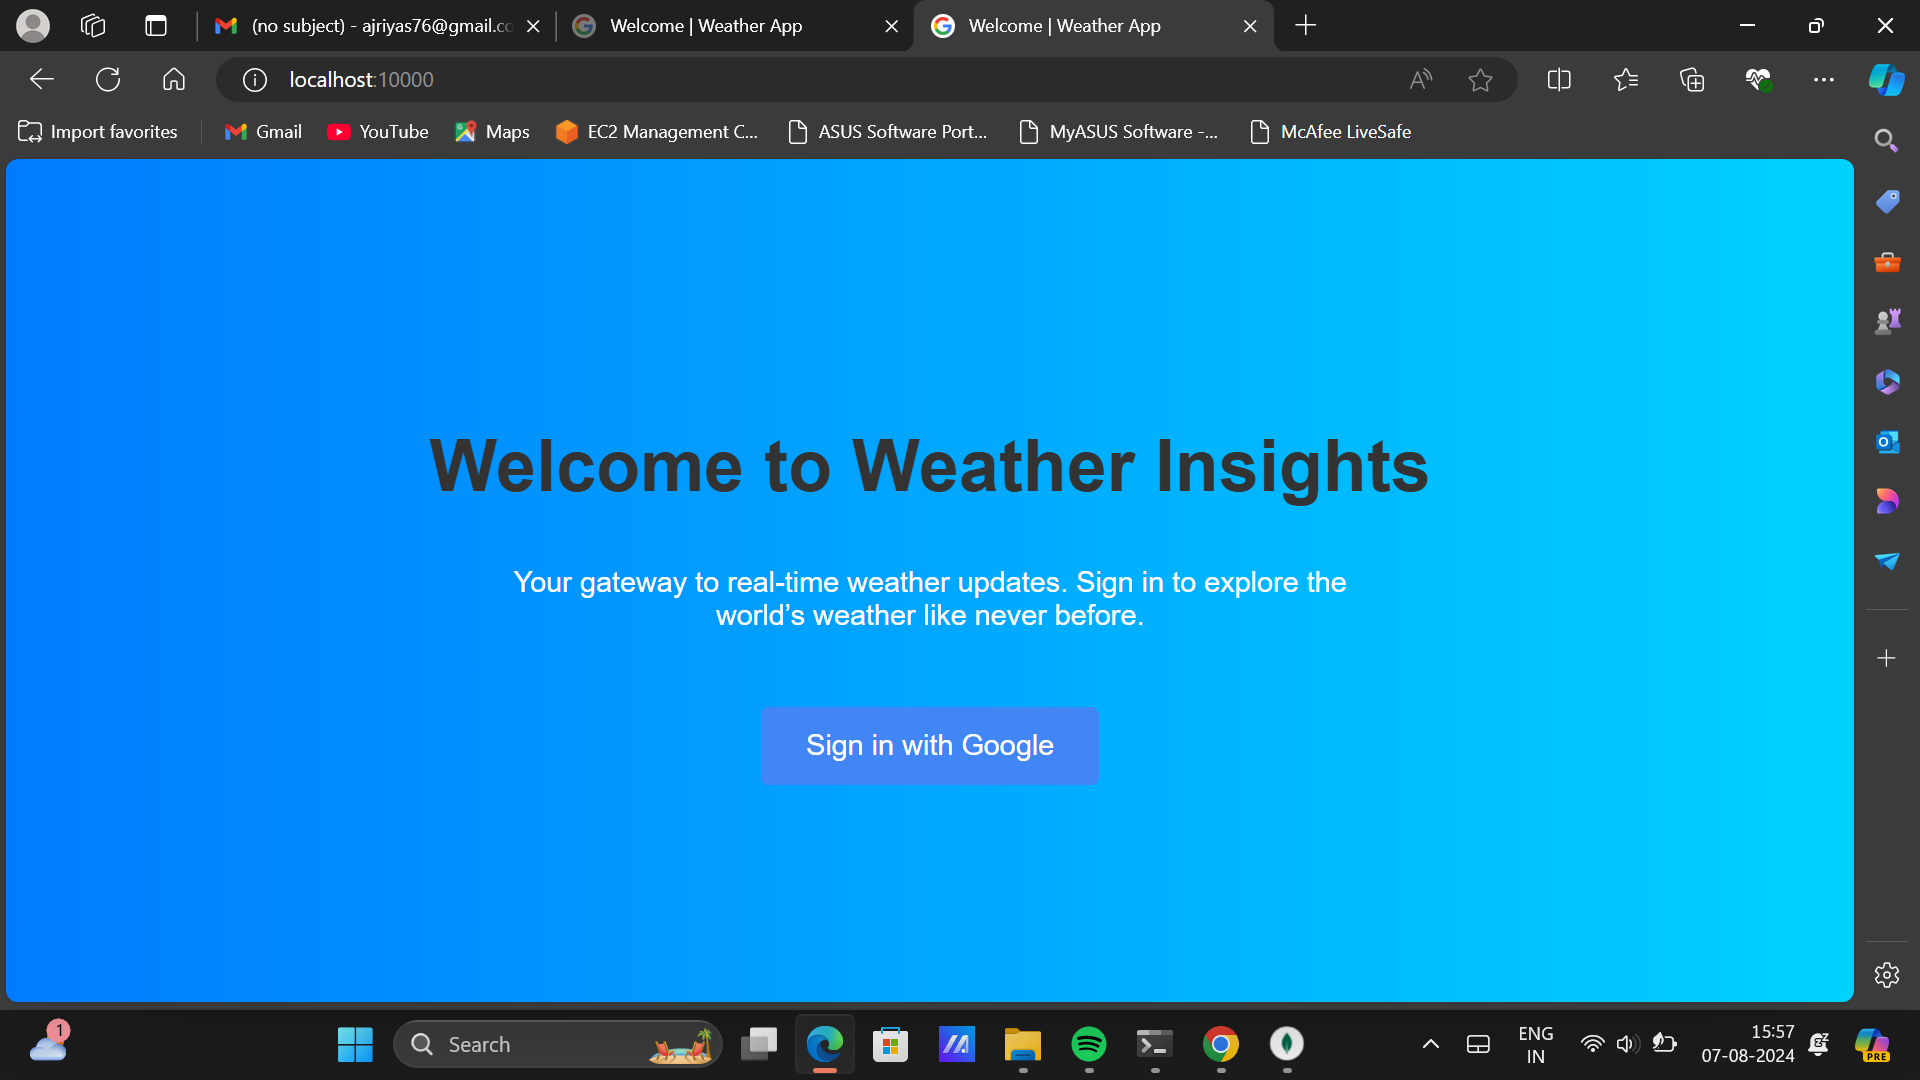 (no subject) - ajriyas76@gmail.co
Welcome | Weather App
Welcome | Weather App
localhost:10000
Import favorites
Gmail
YouTube
Maps
EC2 Management C...
ASUS Software Port...
MyASUS Software -...
McAfee LiveSafe
Welcome to Weather Insights
Your gateway to real-time weather updates. Sign in to explore the
world’s weather like never before.
Sign in with Google
1
Search
ENG
IN
15:57
07-08-2024
PRE